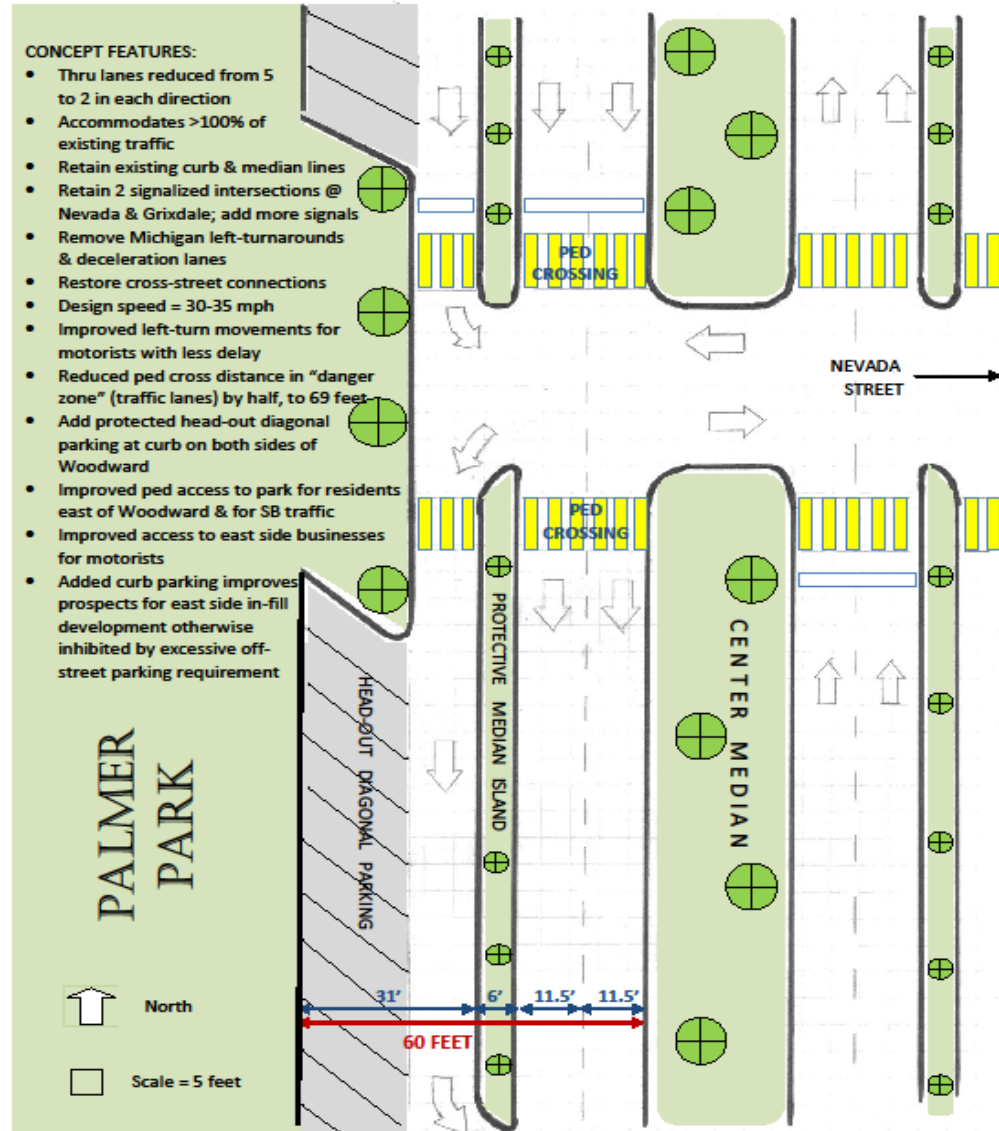 CONCEPT FEATURES:
• Thru lanes reduced from 5
to 2 in each direction
• Accommodates >100% of
existing traffic
• Retain existing curb & median lines
• Retain 2 signalized intersections @
Nevada & Grixdale; add more signals
• Remove Michigan left-turnarounds
& deceleration lanes
• Restore cross-street connections
• Design speed = 30-35 mph
• Improved left-turn movements for
motorists with less delay
• Reduced ped cross distance in “danger
zone” (traffic lanes) by half, to 69 feet
• Add protected head-out diagonal
parking at curb on both sides of
Woodward
• Improved ped access to park for residents
east of Woodward & for SB traffic
• Improved access to east side businesses
for motorists
• Added curb parking improves
prospects for east side in-fill
development otherwise
inhibited by excessive off-
street parking requirement
PALMER
PARK
North
Scale = 5 feet
PED
CROSSING
NEVADA
STREET
PED
CROSSING
HEAD-OUT DIAGONAL PARKING
PROTECTIVE MEDIAN ISLAND
CENTER MEDIAN
31’ 6’ 11.5’ 11.5’
60 FEET